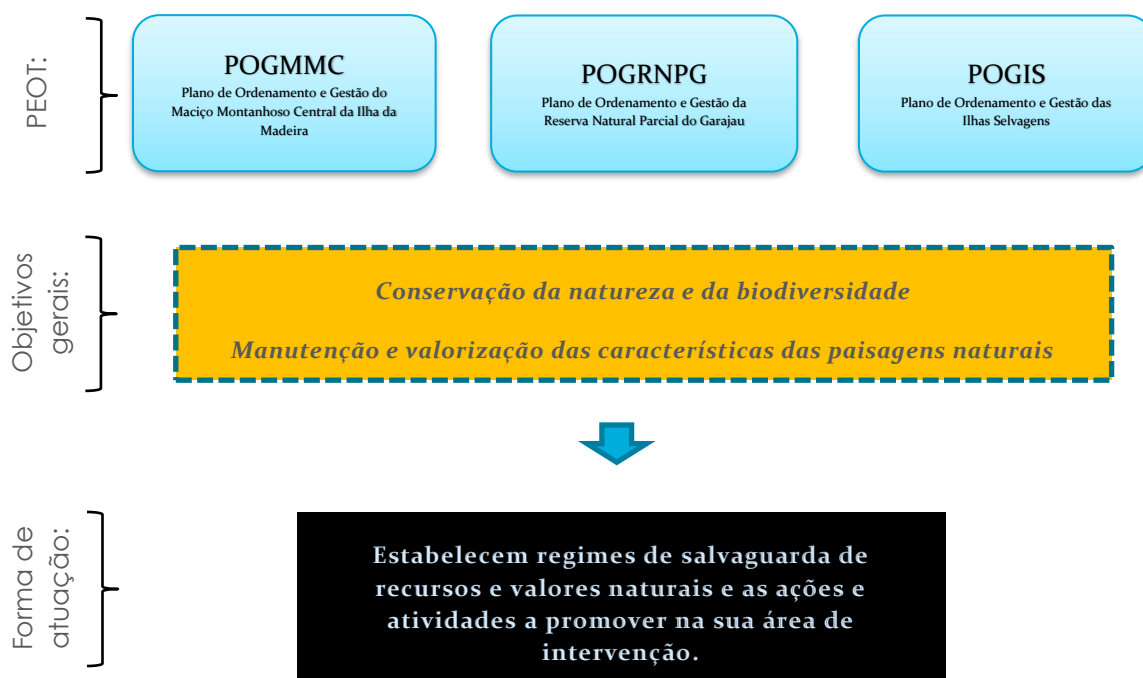 PEOT:
POGMMC
Plano de Ordenamento e Gestão do
Maciço Montanhoso Central da Ilha da
Madeira
POGRNPG
Plano de Ordenamento e Gestão da
Reserva Natural Parcial do Garajau
POGIS
Plano de Ordenamento e Gestão das
Ilhas Selvagens
Objetivos
gerais:
Conservação da natureza e da biodiversidade
Manutenção e valorização das características das paisagens naturais
Forma de
atuação:
Estabelecem regimes de salvaguarda de
recursos e valores naturais e as ações e
atividades a promover na sua área de
intervenção.